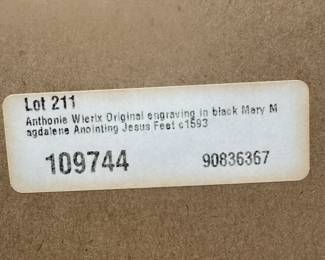 Lot 211
Anthonie Wierix Original engraving in black Mary M
agdalene Anointing Jesus Feet c1593
109744 90836367